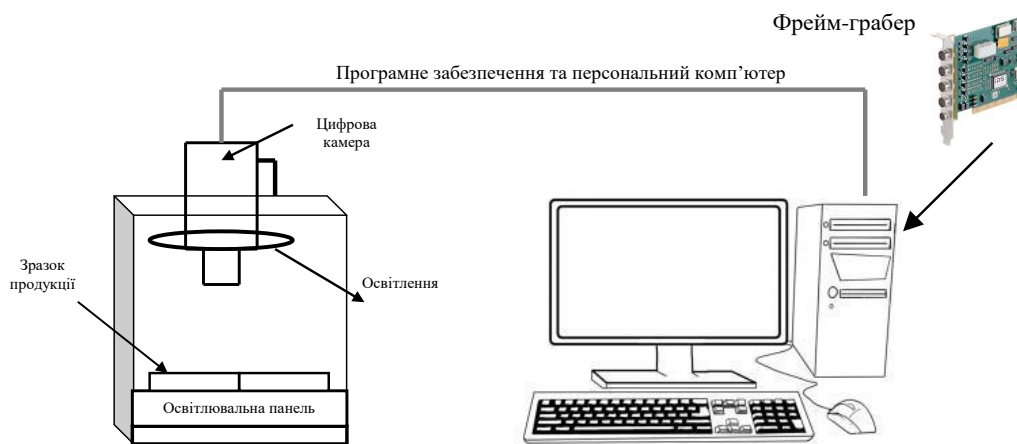 Фрейм-грабер
Програмне забезпечення та персональний комп’ютер
Цифрова
камера
Зразок
продукції
Освітлення
Освітлювальна панель